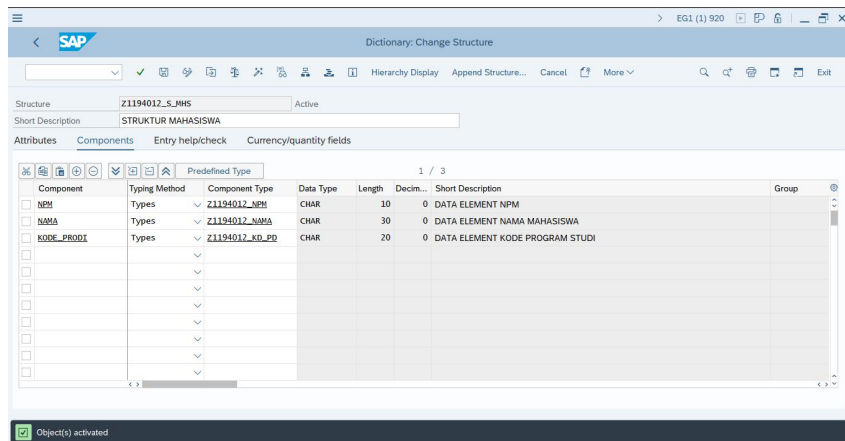 EG1 (1) 920
SAP
Dictionary: Change Structure
Hierarchy Display Append Structure... Cancel More Exit
Structure Z1194012_S_MHS Active
Short Description STRUKTUR MAHASISWA
Attributes Components Entry help/check Currency/quantity fields
Predefined Type 1 / 3
Component Typing Method Component Type Data Type Length Decim... Short Description Group
NPM Types Z1194012_NPM CHAR 10 0 DATA ELEMENT NPM
NAMA Types Z1194012_NAMA CHAR 30 0 DATA ELEMENT NAMA MAHASISWA
KODE_PRODI Types Z1194012_KD_PD CHAR 20 0 DATA ELEMENT KODE PROGRAM STUDI
Object(s) activated